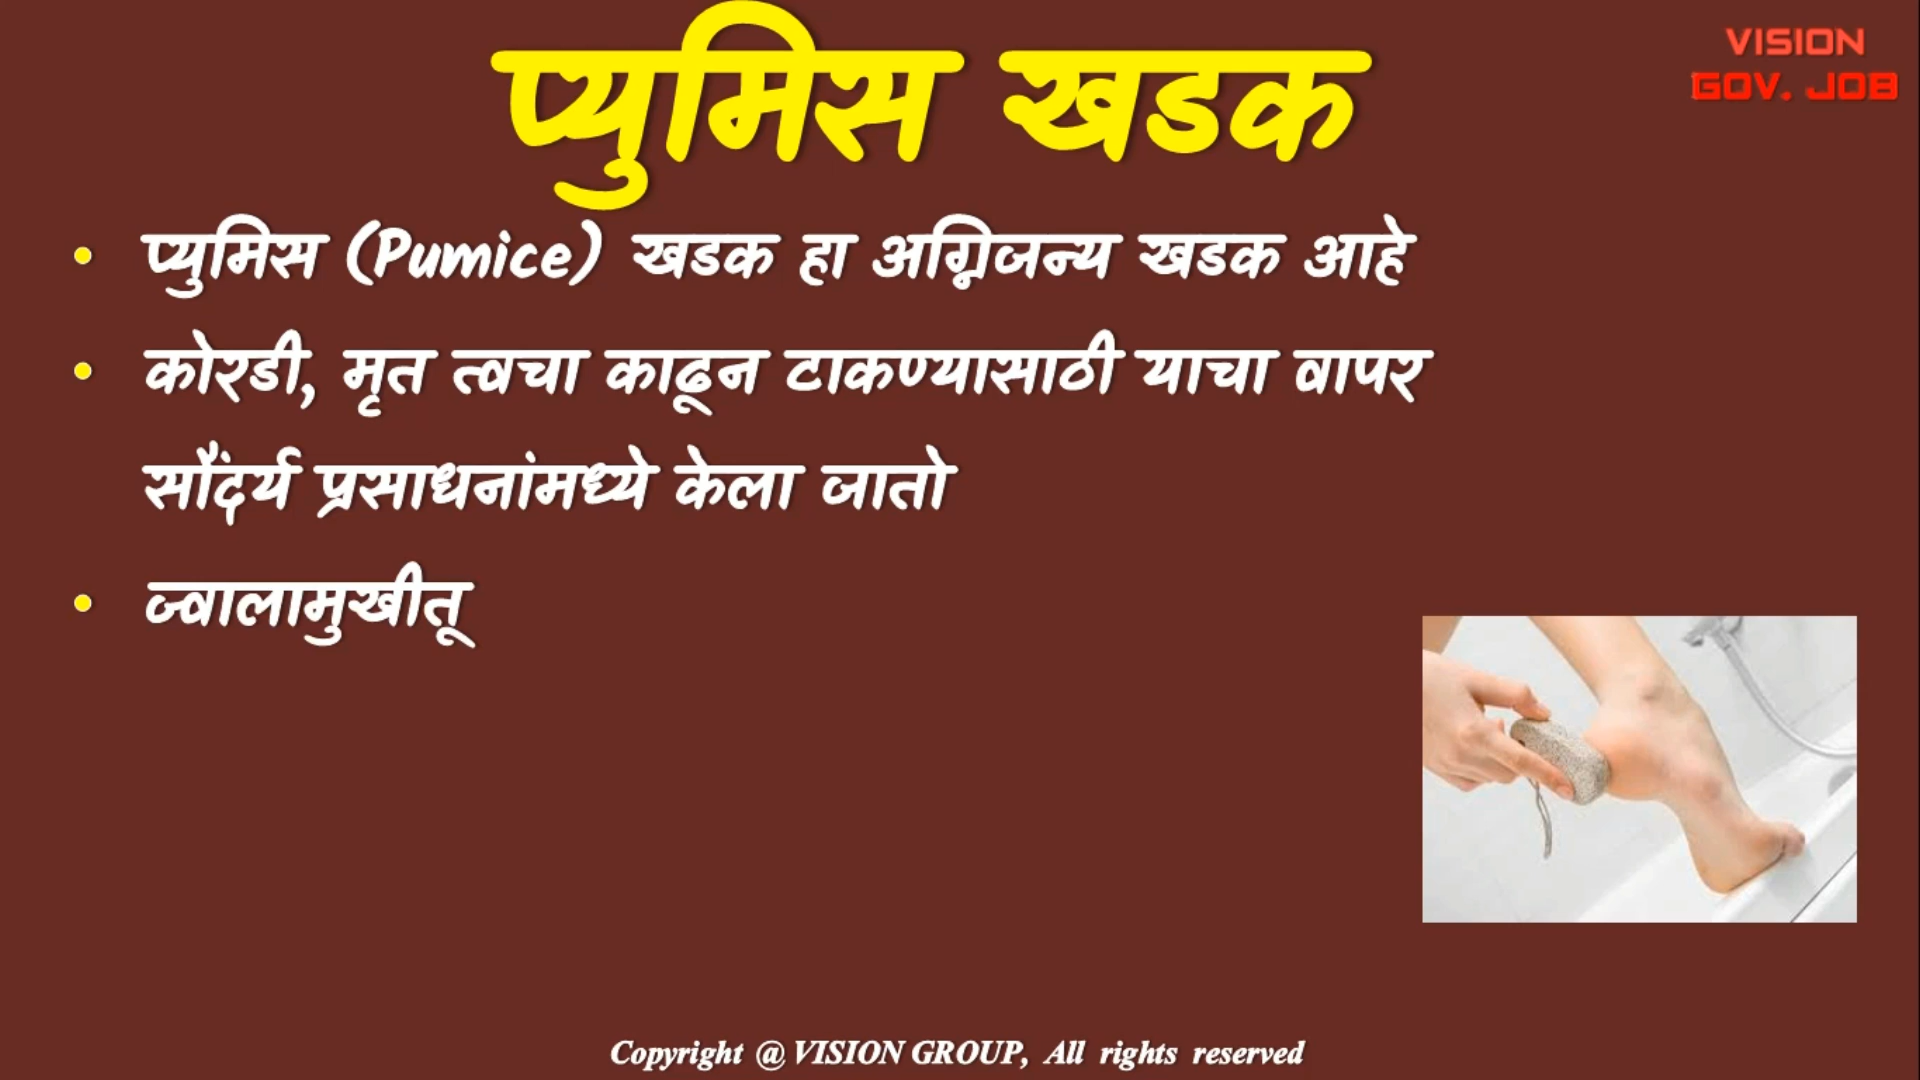 प्युमिस खडक
VISION
GOV. JOB
• प्युमिस (Pumice) खडक हा अग्निजन्य खडक आहे
• कोरडी, मृत त्वचा काढून टाकण्यासाठी याचा वापर
सौंदर्य प्रसाधनांमध्ये केला जातो
• ज्वालामुखीतू
Copyright @ VISION GROUP, All rights reserved